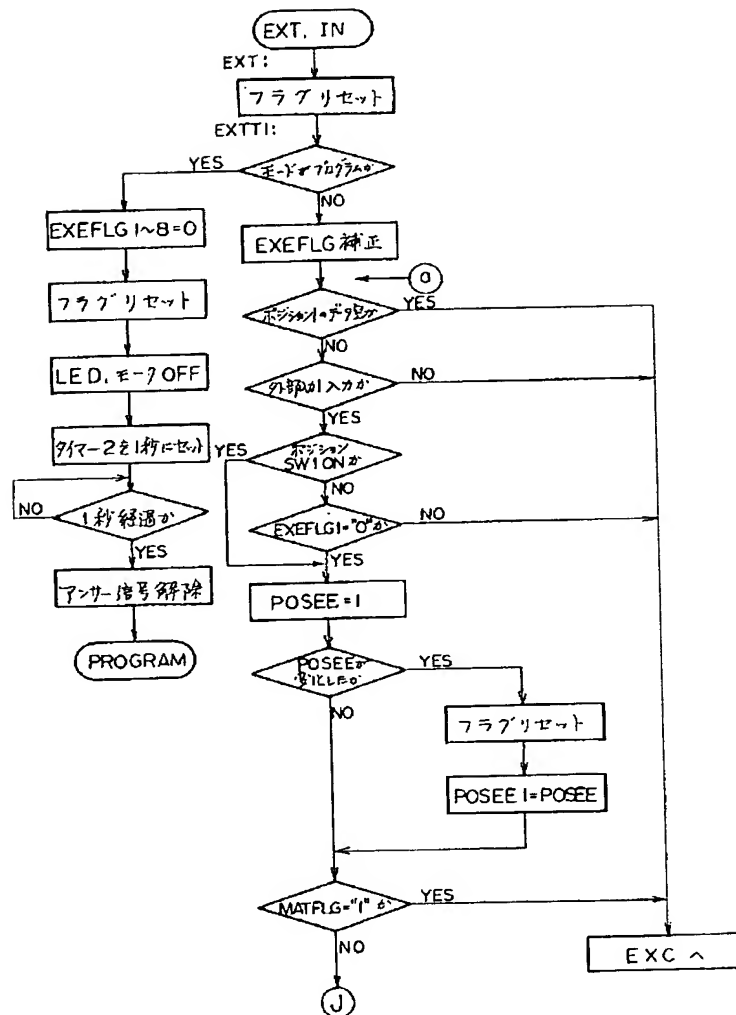 EXT. IN
EXT:
フラグリセット
EXTT1:
モードがプログラムか
YES
NO
EXEFLG1~8=0
フラグリセット
LED.モータOFF
タイマー2を1秒にセット
1秒経過か
NO
YES
アンサー信号解除
PROGRAM
EXEFLG補正
a
ポジション1のデータ空か
YES
NO
外部が1入力か
NO
YES
ポジション
SW1ONか
YES
NO
EXEFLG1="0"か
NO
YES
POSEE=1
POSEEが
変化したか
YES
NO
フラグリセット
POSEE1=POSEE
MATFLG="1"か
YES
NO
J
EXCへ